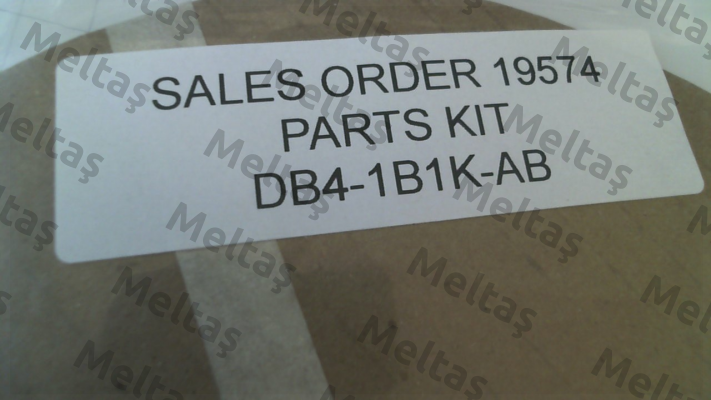 SALES ORDER 19574
PARTS KIT
DB4-1B1K-AB
Meltaş